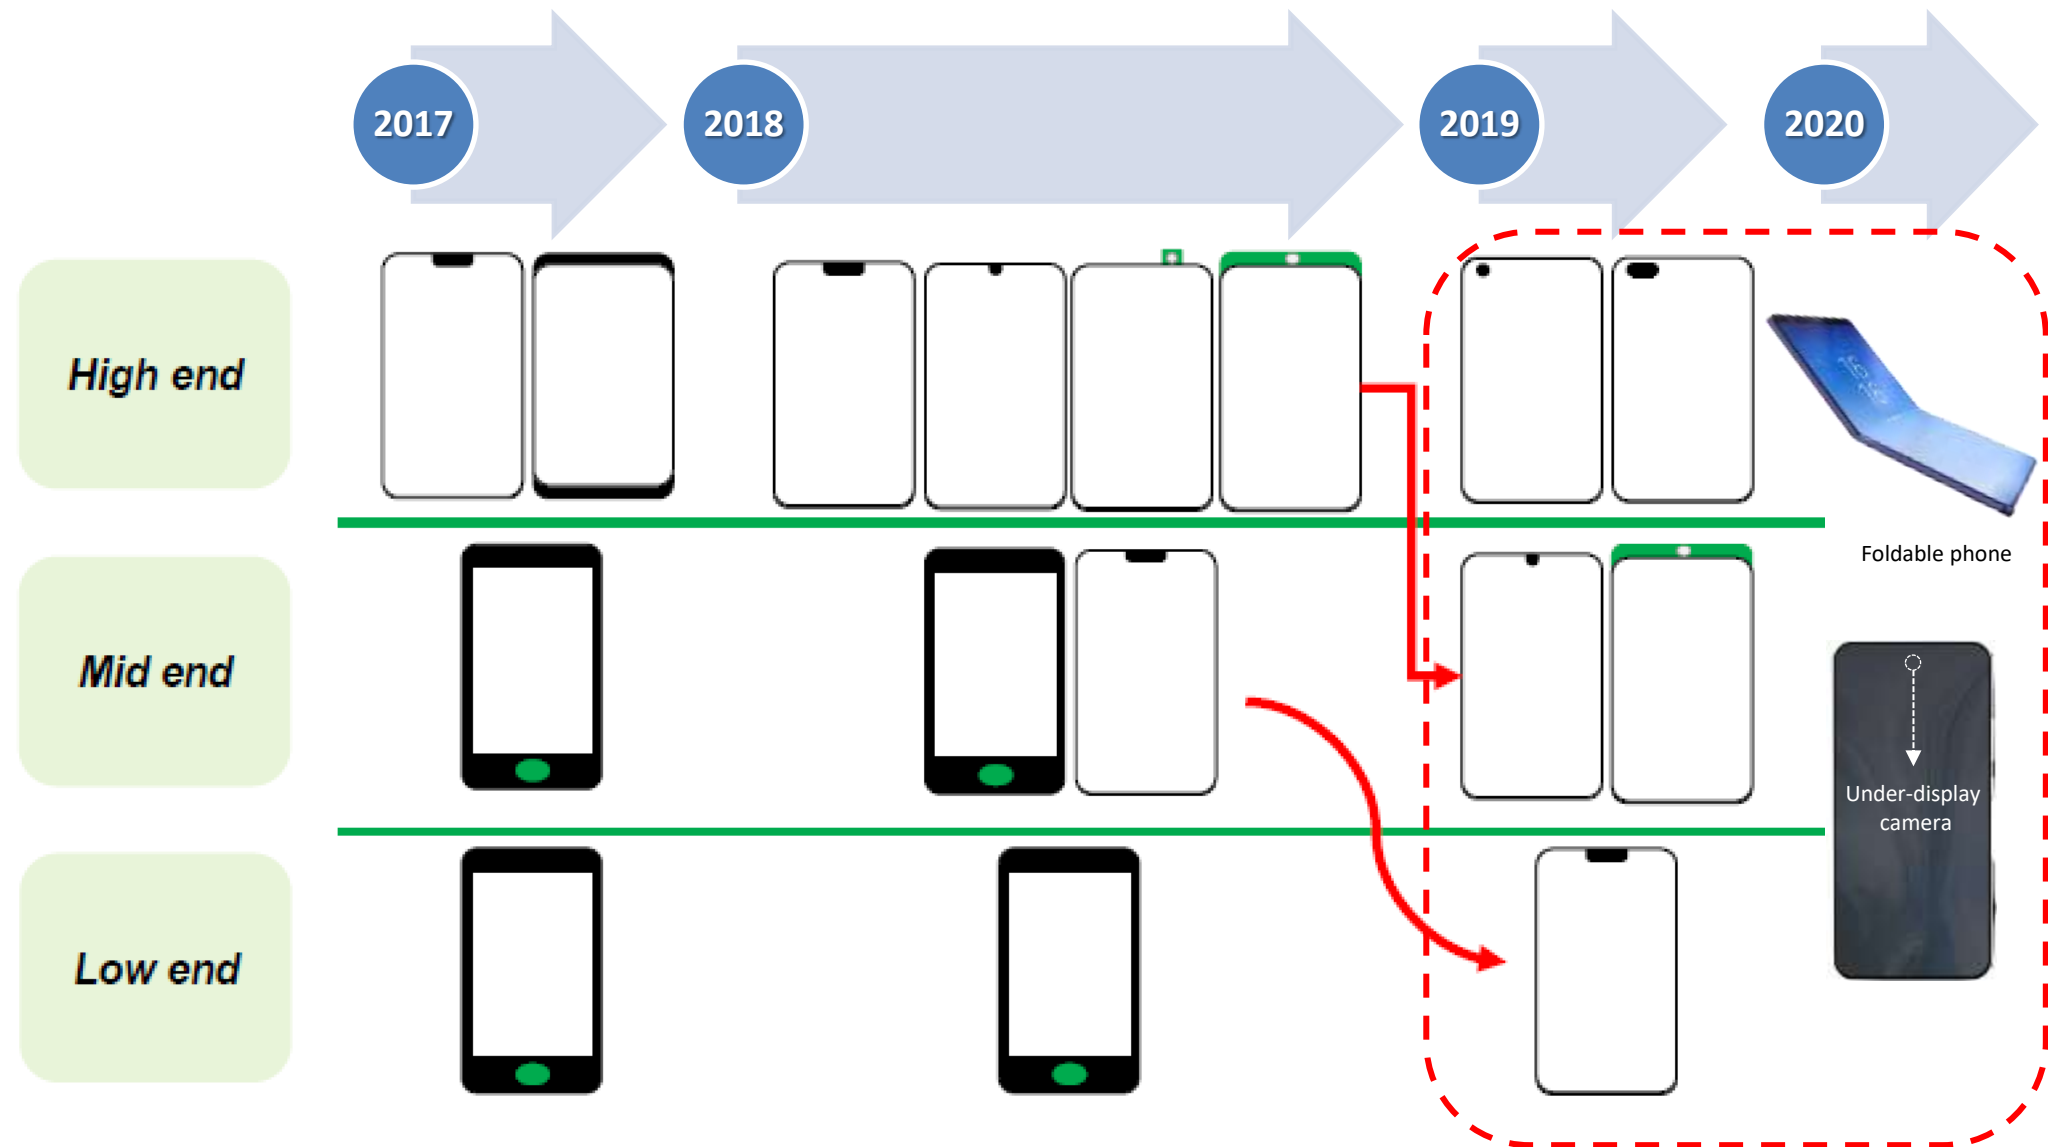 2017
2018
2019
2020
High end
Foldable phone
Mid end
Under-display
camera
Low end